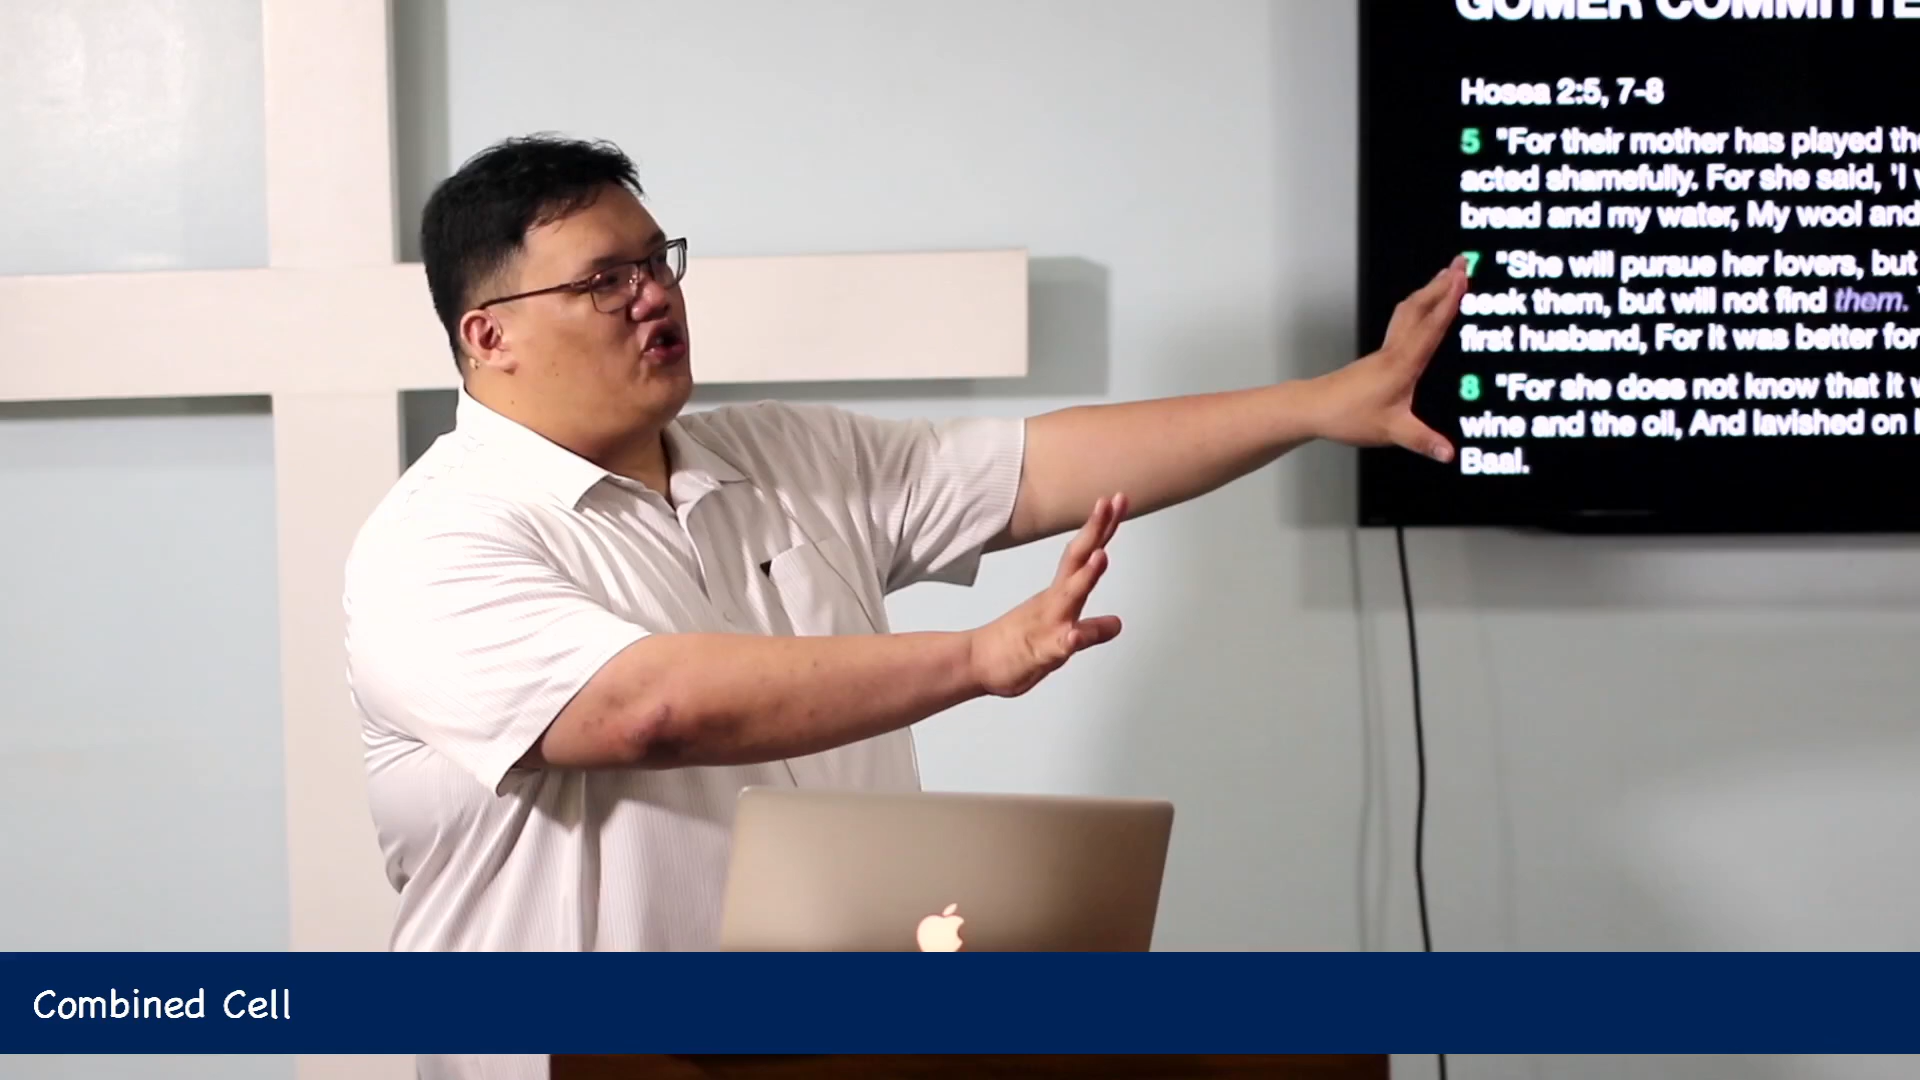 GOMER COMMITTE
Hosea 2:5, 7-8
5 "For their mother has played the
acted shamefully. For she said, 'I
bread and my water, My wool and
7 "She will pursue her lovers, but
seek them, but will not find them.
first husband, For it was better for
8 "For she does not know that it
wine and the oil, And lavished on
Baal.
Combined Cell